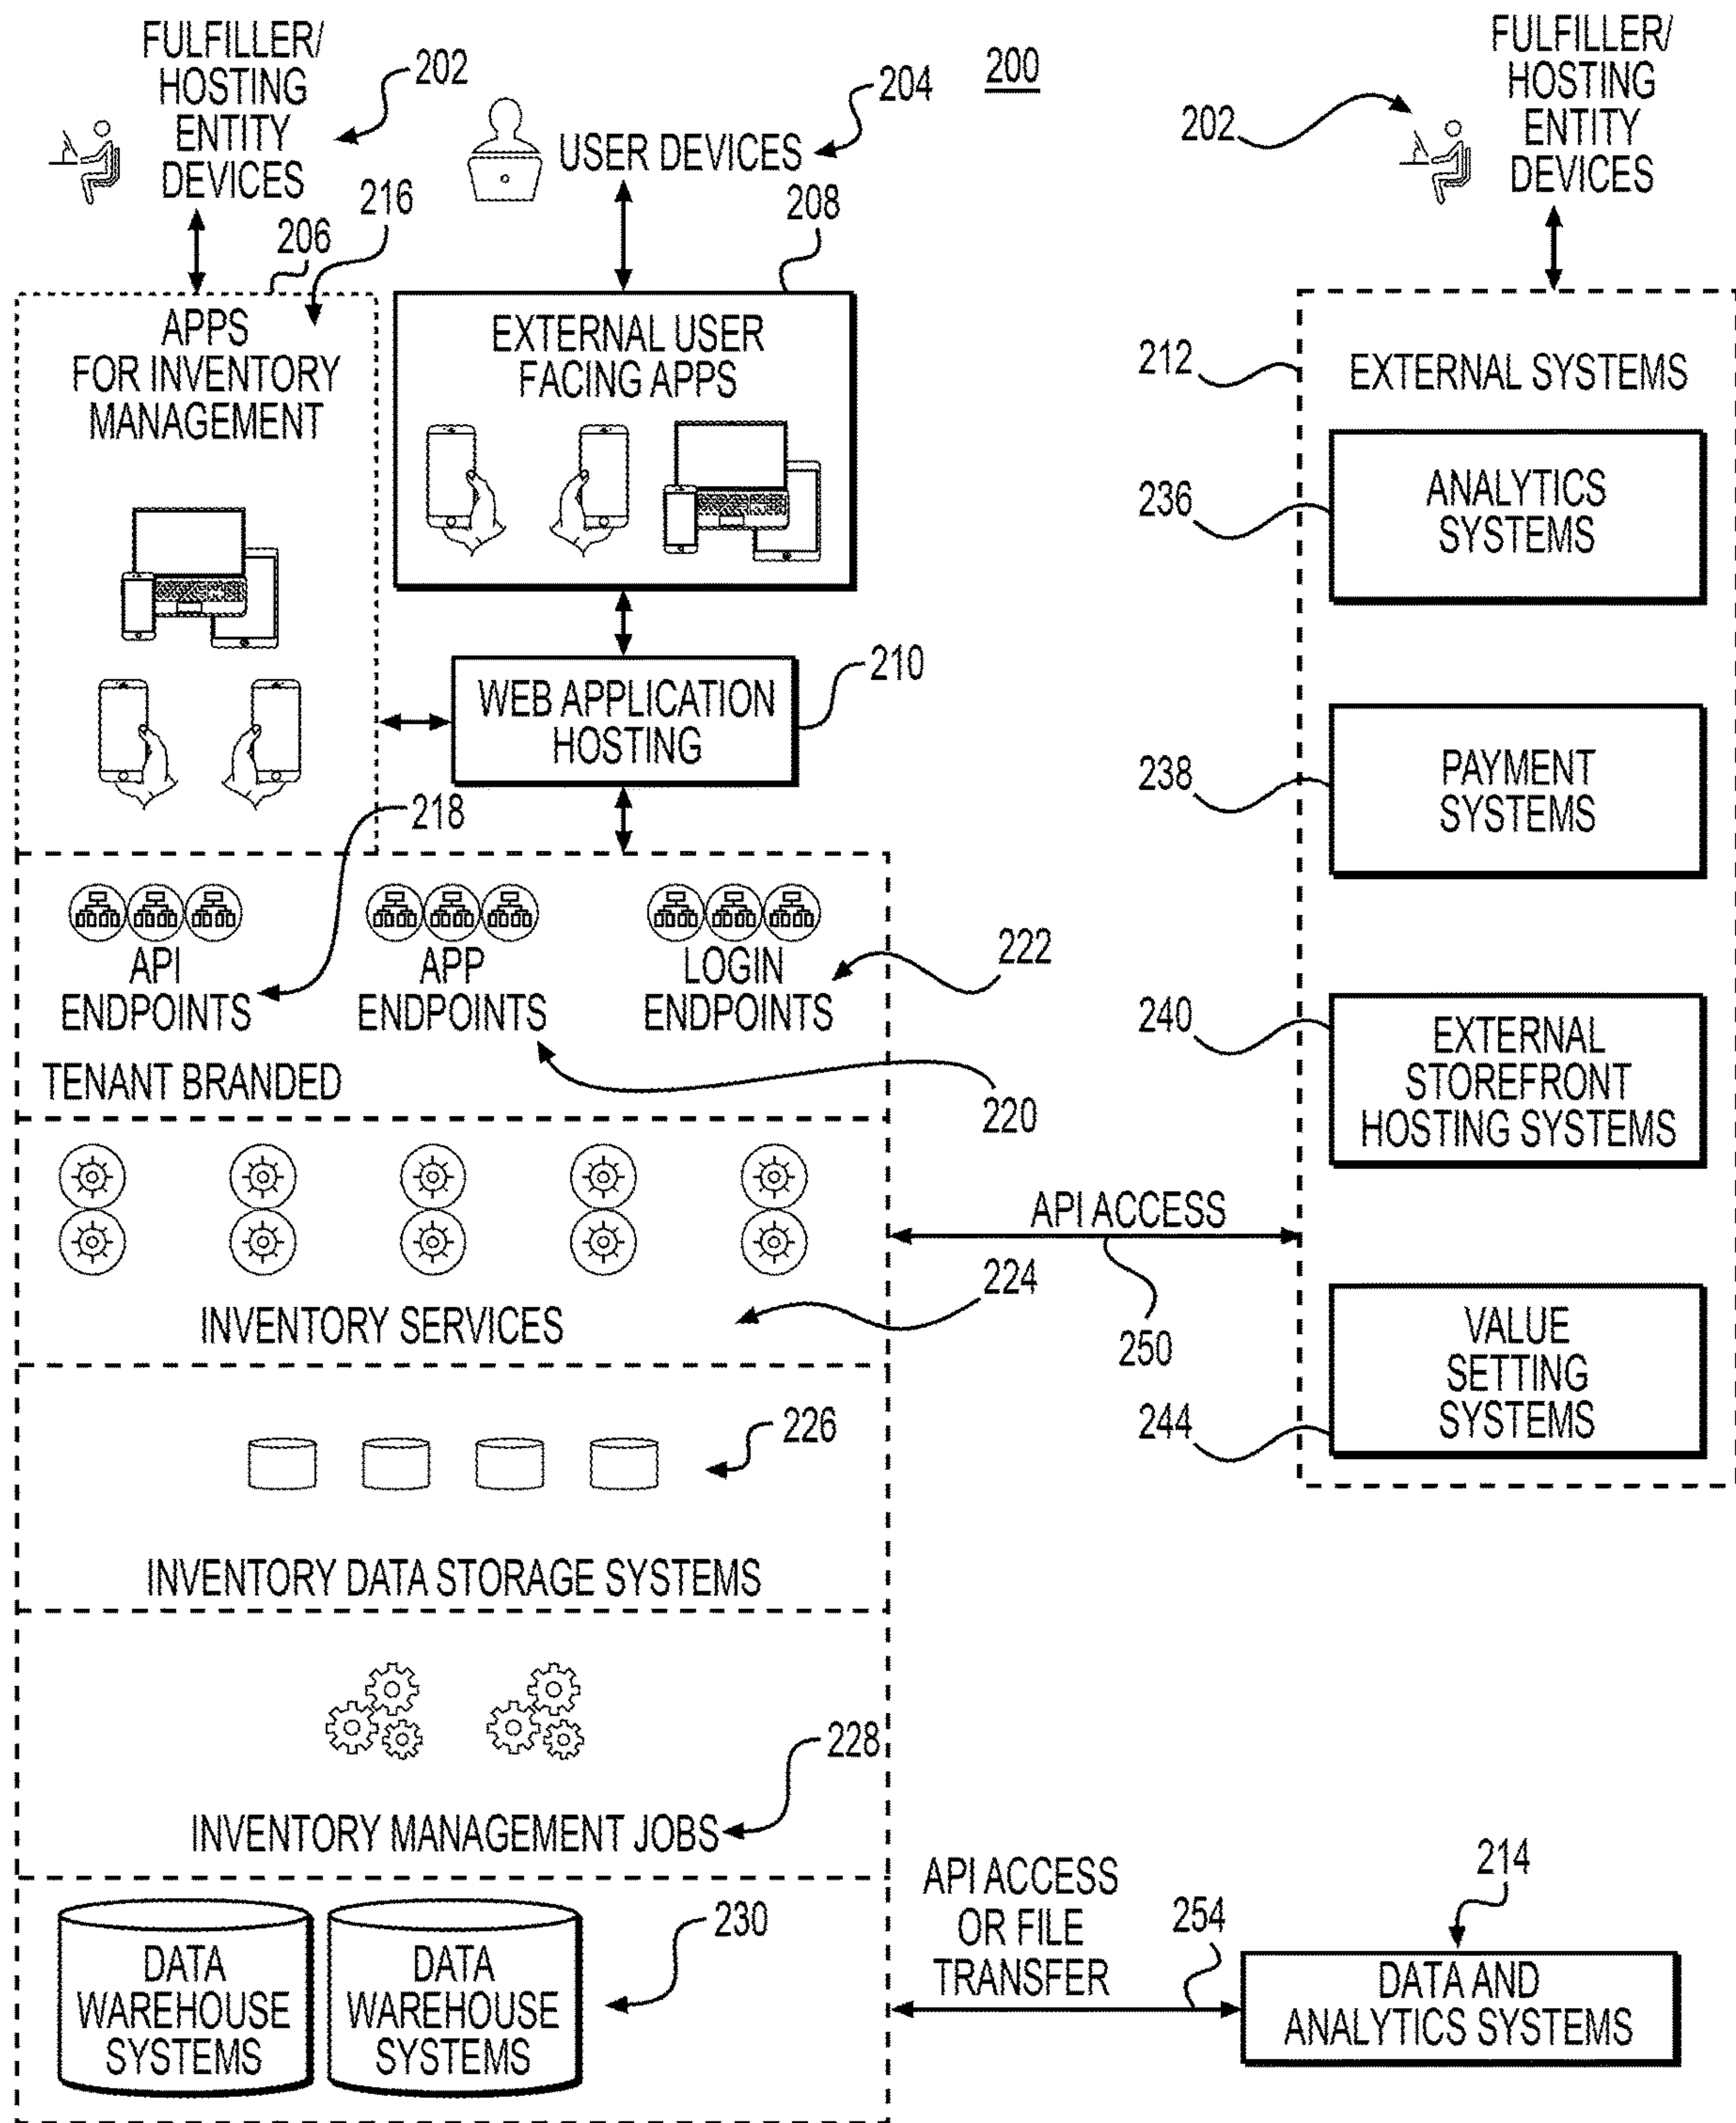 FULFILLER/
HOSTING
ENTITY
DEVICES
202
USER DEVICES
204
200
202
FULFILLER/
HOSTING
ENTITY
DEVICES
206
216
208
APPS
FOR INVENTORY
MANAGEMENT
EXTERNAL USER
FACING APPS
WEB APPLICATION
HOSTING
210
218
API
ENDPOINTS
APP
ENDPOINTS
LOGIN
ENDPOINTS
222
TENANT BRANDED
220
INVENTORY SERVICES
224
API ACCESS
250
226
INVENTORY DATA STORAGE SYSTEMS
228
INVENTORY MANAGEMENT JOBS
DATA
WAREHOUSE
SYSTEMS
DATA
WAREHOUSE
SYSTEMS
230
API ACCESS
OR FILE
TRANSFER
254
214
DATA AND
ANALYTICS SYSTEMS
212
EXTERNAL SYSTEMS
236
ANALYTICS
SYSTEMS
238
PAYMENT
SYSTEMS
240
EXTERNAL
STOREFRONT
HOSTING SYSTEMS
244
VALUE
SETTING
SYSTEMS